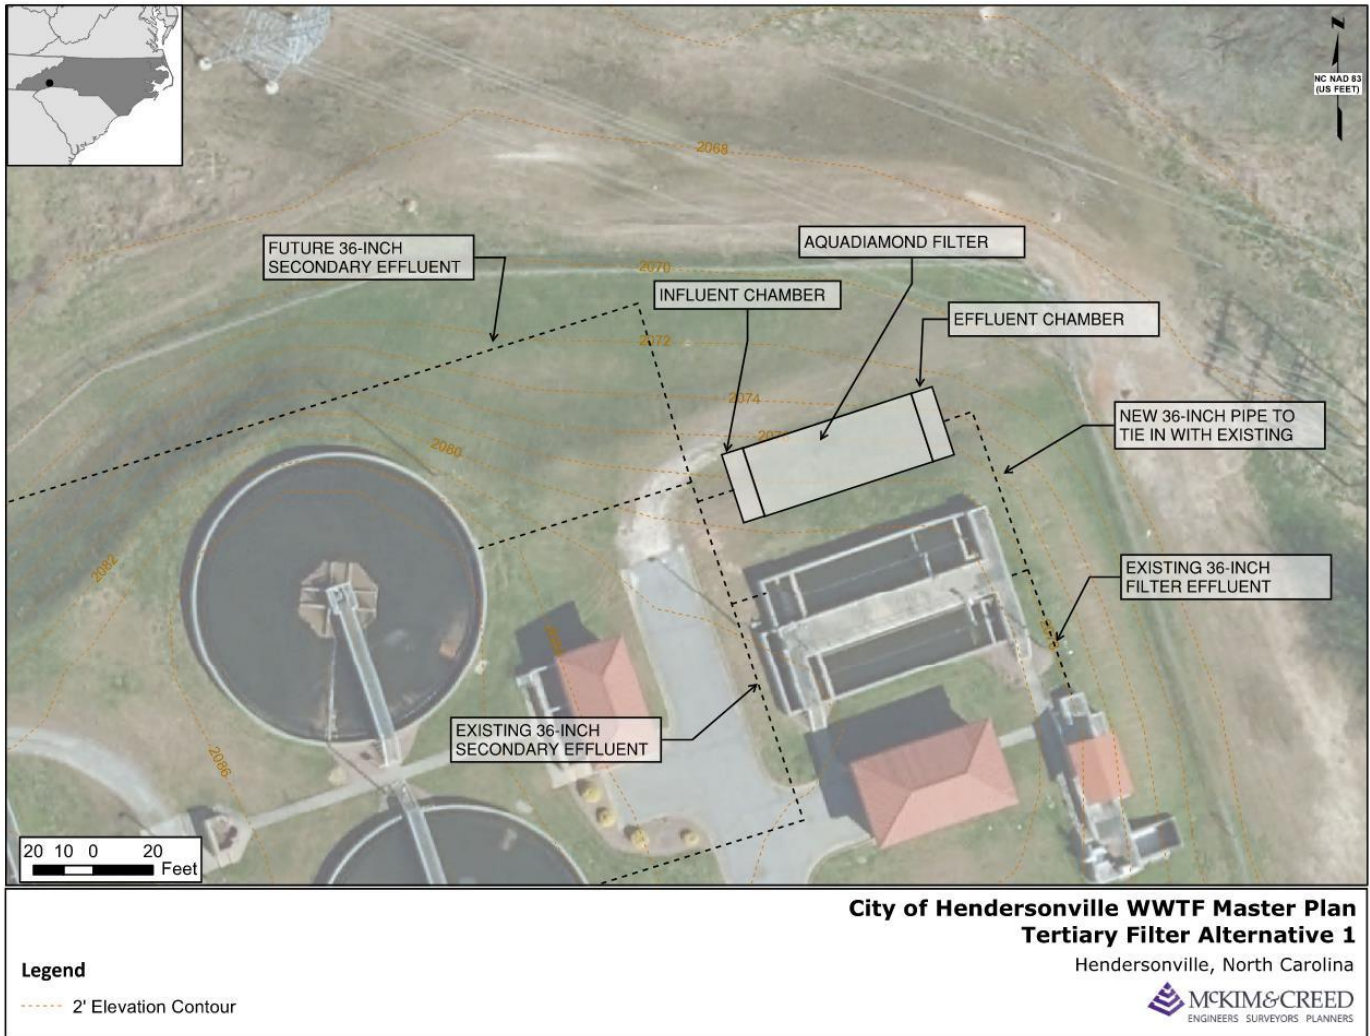 N
NC NAD 83
(US FEET)
2068
FUTURE 36-INCH
SECONDARY EFFLUENT
AQUADIAMOND FILTER
2070
INFLUENT CHAMBER
EFFLUENT CHAMBER
2072
2074
NEW 36-INCH PIPE TO
TIE IN WITH EXISTING
2080
2082
EXISTING 36-INCH
FILTER EFFLUENT
EXISTING 36-INCH
SECONDARY EFFLUENT
2086
20 10 0 20
Feet
City of Hendersonville WWTF Master Plan
Tertiary Filter Alternative 1
Hendersonville, North Carolina
Legend
2' Elevation Contour
MCKIM&CREED
ENGINEERS SURVEYORS PLANNERS